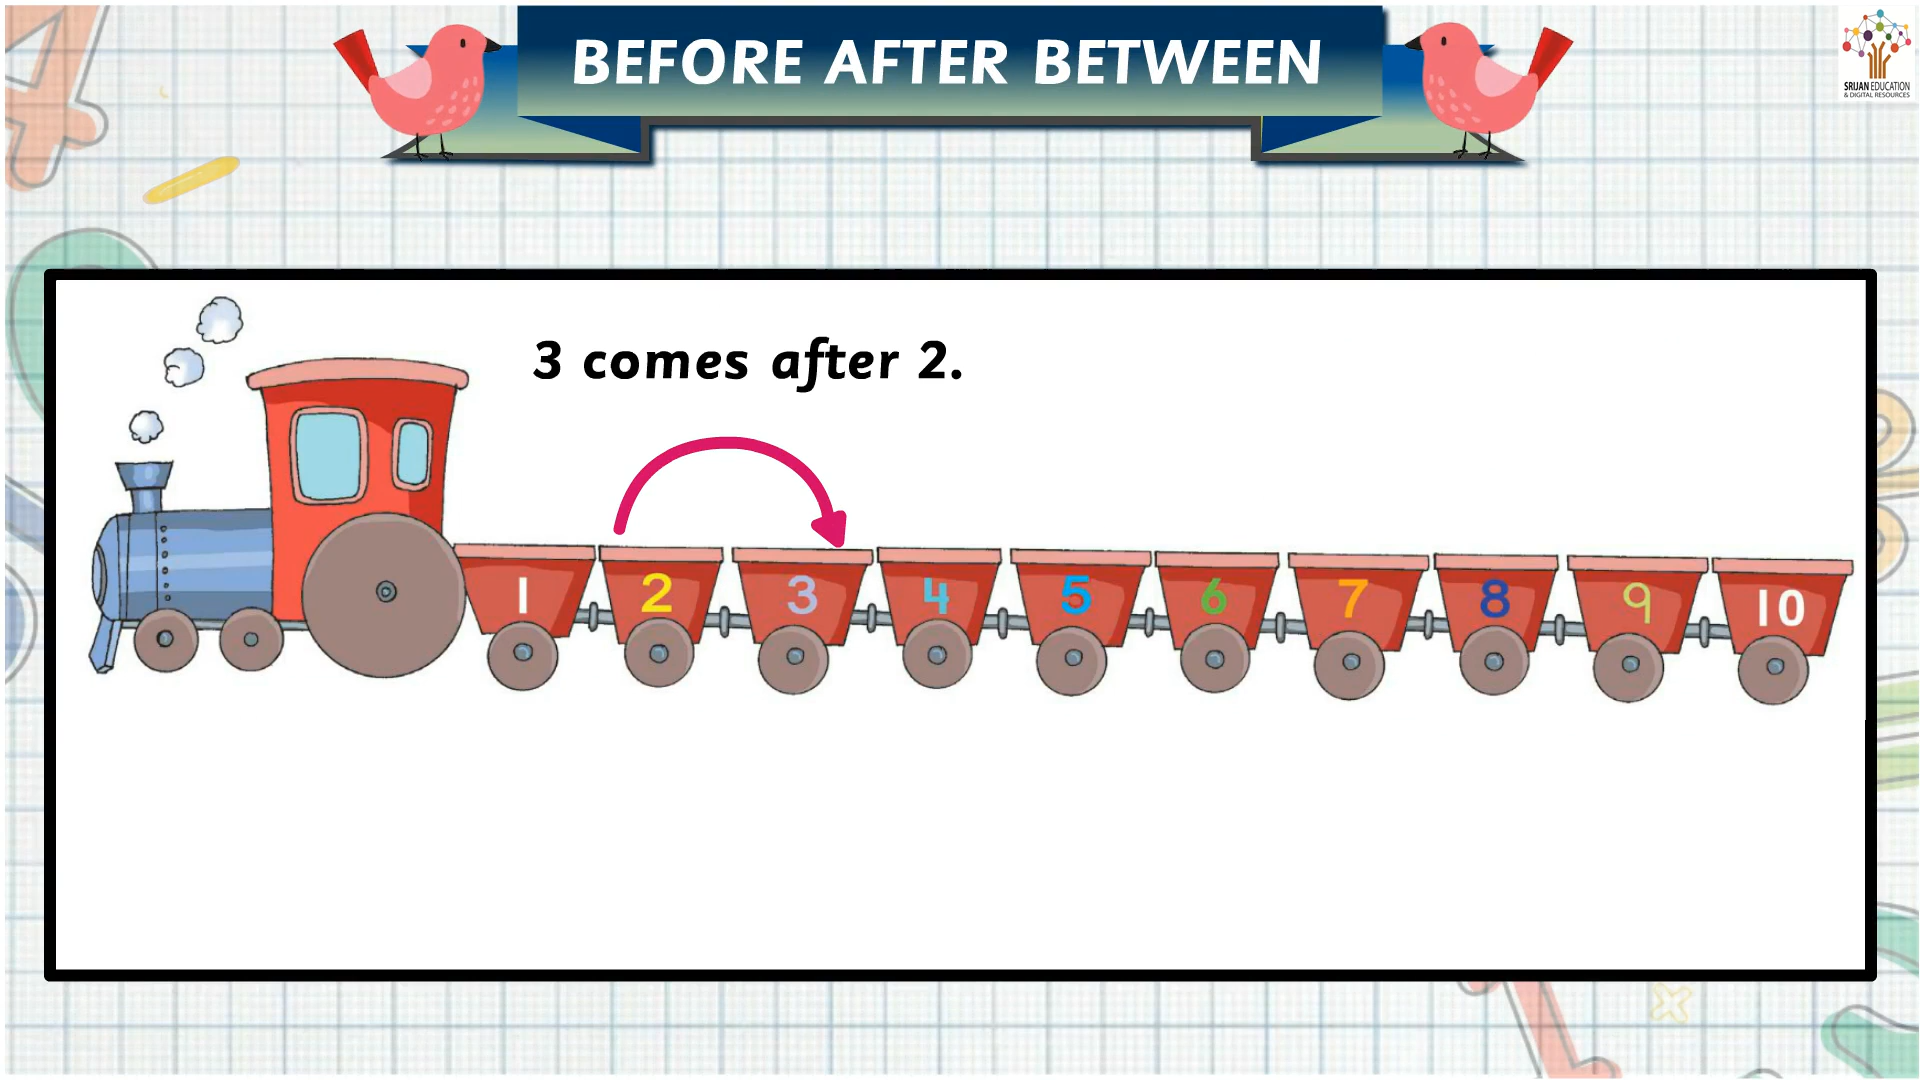 BEFORE AFTER BETWEEN
SRIJAN EDUCATION
& DIGITAL RESOURCES
3 comes after 2.
1 2 3 4 5 6 7 8 9 10